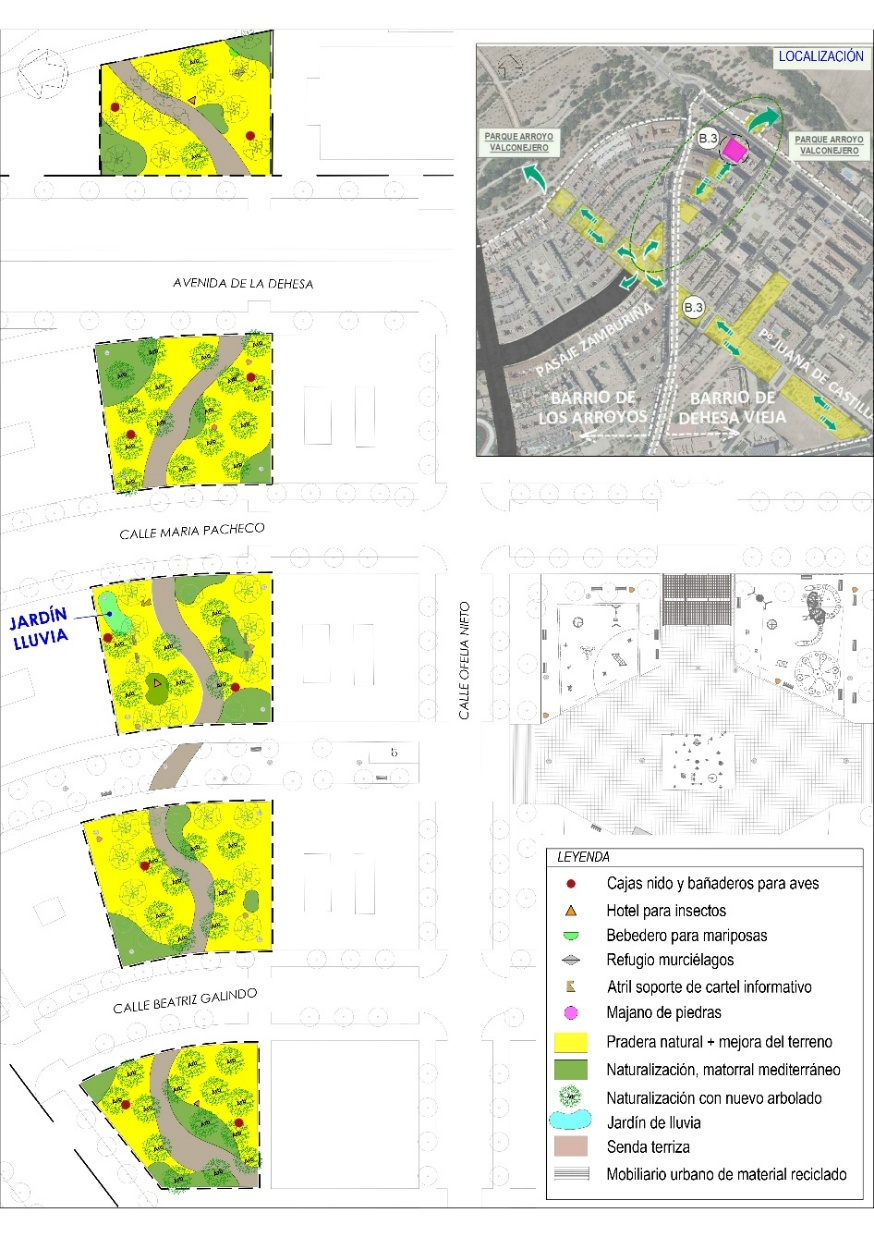 LOCALIZACIÓN
PARQUE ARROYO
VALCONEJERO
B.3
PARQUE ARROYO
VALCONEJERO
B.3
PASAJE ZAMBURIÑA
Pº JUANA DE CASTILLA
BARRIO DE
LOS ARROYOS
BARRIO DE
DEHESA VIEJA
AVENIDA DE LA DEHESA
CALLE MARIA PACHECO
JARDÍN
LLUVIA
CALLE OFELIA NIETO
CALLE BEATRIZ GALINDO
LEYENDA
Cajas nido y bañaderos para aves
Hotel para insectos
Bebedero para mariposas
Refugio murciélagos
Atril soporte de cartel informativo
Majano de piedras
Pradera natural + mejora del terreno
Naturalización, matorral mediterráneo
Naturalización con nuevo arbolado
Jardín de lluvia
Senda terriza
Mobiliario urbano de material reciclado